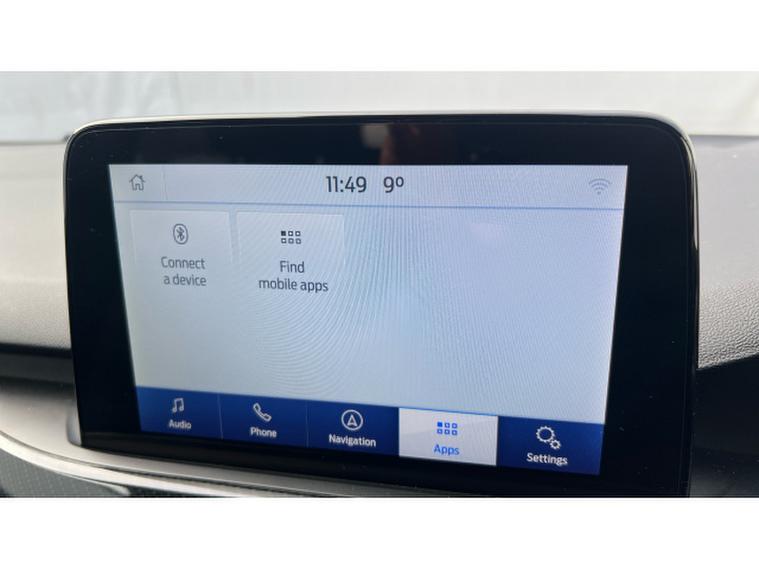 11:49 9º
Connect
a device
Find
mobile apps
Audio
Phone
Navigation
Apps
Settings